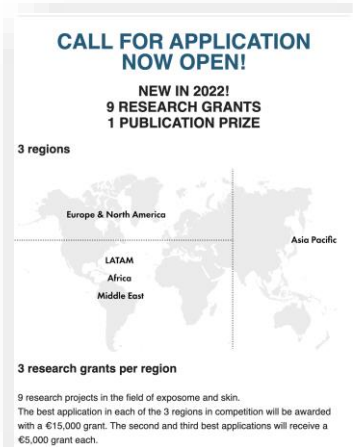 CALL FOR APPLICATION
NOW OPEN!
NEW IN 2022!
9 RESEARCH GRANTS
1 PUBLICATION PRIZE
3 regions
Europe & North America
Asia Pacific
LATAM
Africa
Middle East
3 research grants per region
9 research projects in the field of exposome and skin.
The best application in each of the 3 regions in competition will be awarded
with a €15,000 grant. The second and third best applications will receive a
€5,000 grant each.